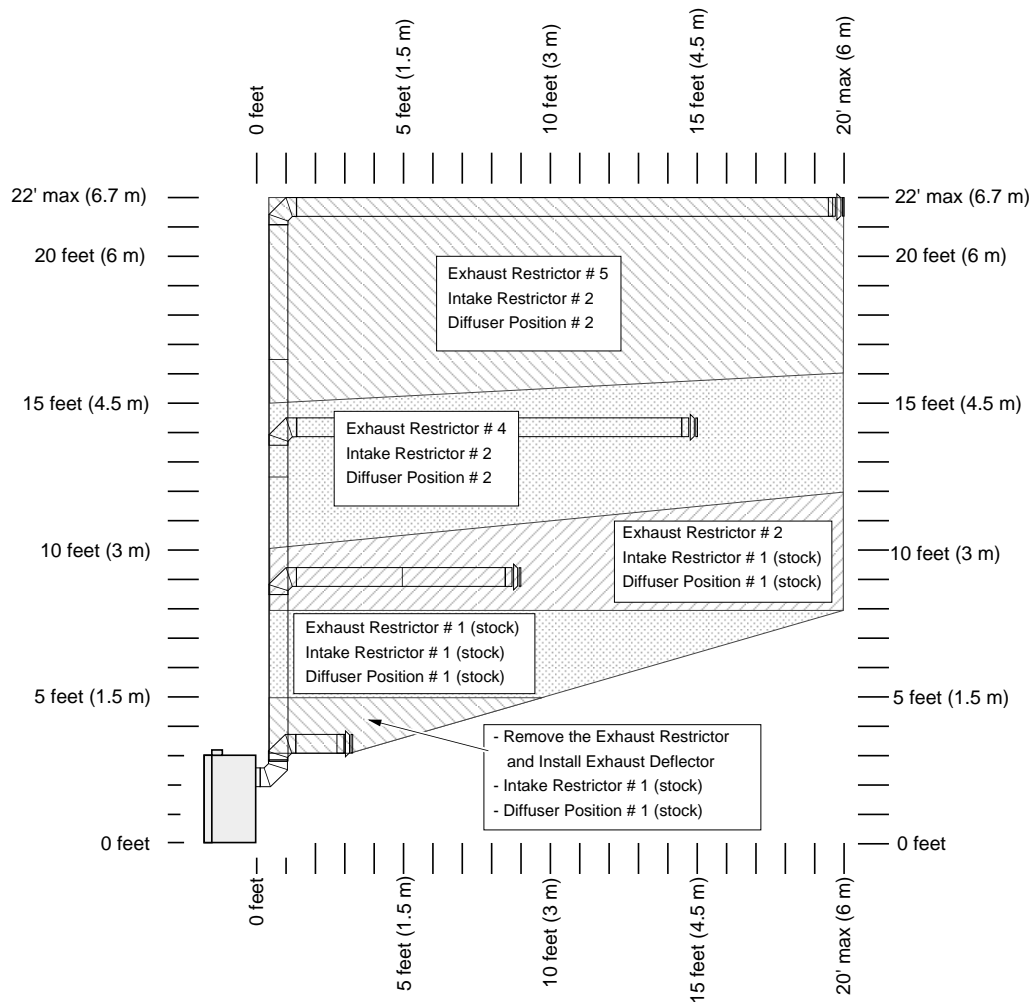 0 feet
5 feet (1.5 m)
10 feet (3 m)
15 feet (4.5 m)
20' max (6 m)
22' max (6.7 m)
22' max (6.7 m)
20 feet (6 m)
20 feet (6 m)
Exhaust Restrictor # 5
Intake Restrictor # 2
Diffuser Position # 2
15 feet (4.5 m)
15 feet (4.5 m)
Exhaust Restrictor # 4
Intake Restrictor # 2
Diffuser Position # 2
10 feet (3 m)
10 feet (3 m)
Exhaust Restrictor # 2
Intake Restrictor # 1 (stock)
Diffuser Position # 1 (stock)
Exhaust Restrictor # 1 (stock)
Intake Restrictor # 1 (stock)
Diffuser Position # 1 (stock)
5 feet (1.5 m)
5 feet (1.5 m)
- Remove the Exhaust Restrictor
and Install Exhaust Deflector
- Intake Restrictor # 1 (stock)
- Diffuser Position # 1 (stock)
0 feet
0 feet
0 feet
5 feet (1.5 m)
10 feet (3 m)
15 feet (4.5 m)
20' max (6 m)